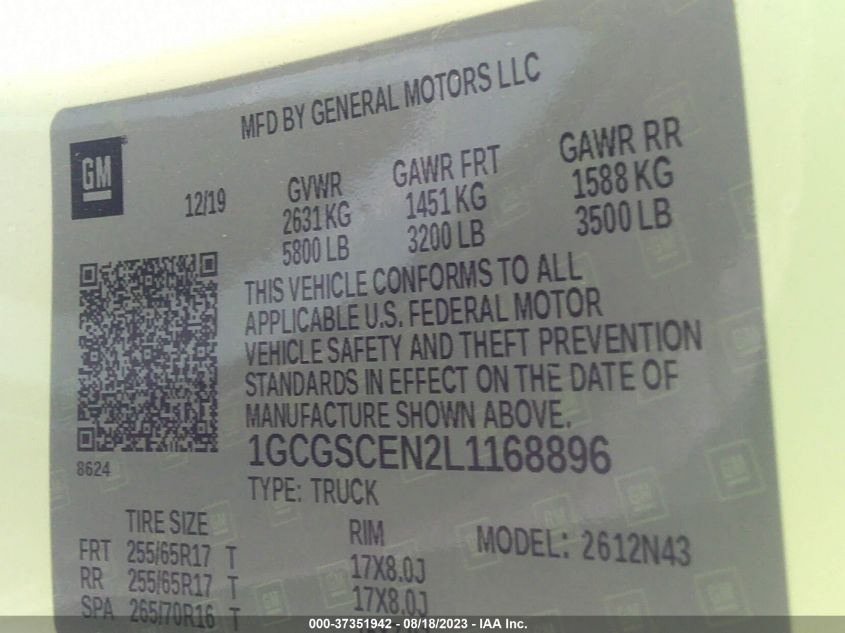 MFD BY GENERAL MOTORS LLC
GM
12/19 GVWR GAWR FRT GAWR RR
2631 KG 1451 KG 1588 KG
5800 LB 3200 LB 3500 LB
THIS VEHICLE CONFORMS TO ALL
APPLICABLE U.S. FEDERAL MOTOR
VEHICLE SAFETY AND THEFT PREVENTION
STANDARDS IN EFFECT ON THE DATE OF
MANUFACTURE SHOWN ABOVE.
1GCGSCEN2L1168896
8624
TYPE: TRUCK
TIRE SIZE RIM MODEL: 2612N43
FRT 255/65R17 T 17X8.0J
RR 255/65R17 T 17X8.0J
SPA 265/70R16 T
000-37351942 - 08/18/2023 - IAA Inc.